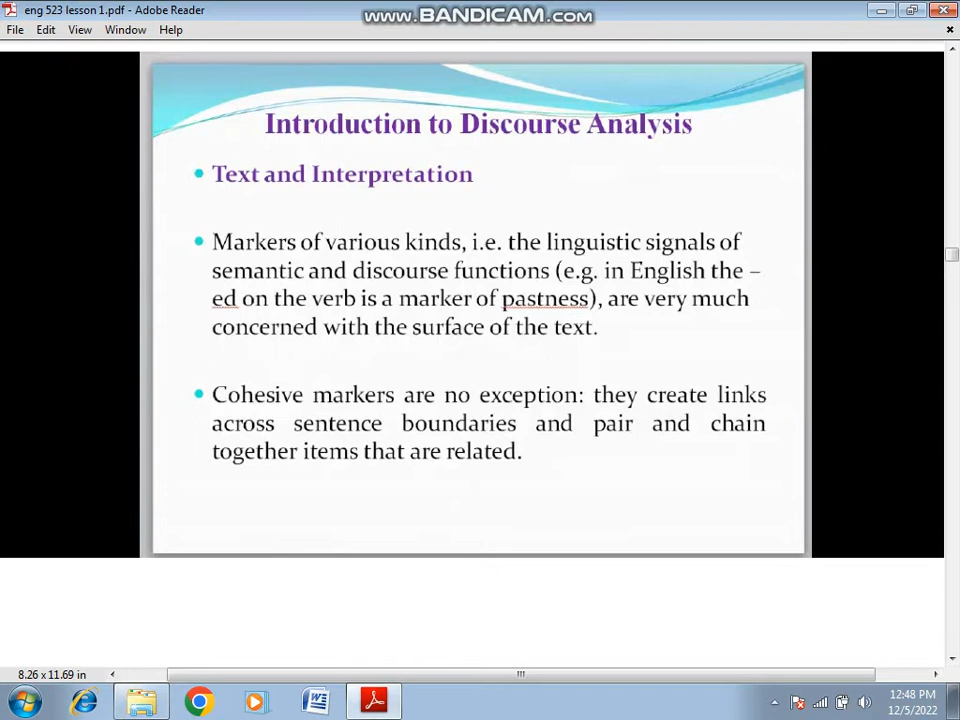 eng 523 lesson 1.pdf - Adobe Reader
www.BANDICAM.com
File Edit View Window Help
Introduction to Discourse Analysis
• Text and Interpretation
• Markers of various kinds, i.e. the linguistic signals of
semantic and discourse functions (e.g. in English the –
ed on the verb is a marker of pastness), are very much
concerned with the surface of the text.
• Cohesive markers are no exception: they create links
across sentence boundaries and pair and chain
together items that are related.
8.26 x 11.69 in
12:48 PM
12/5/2022